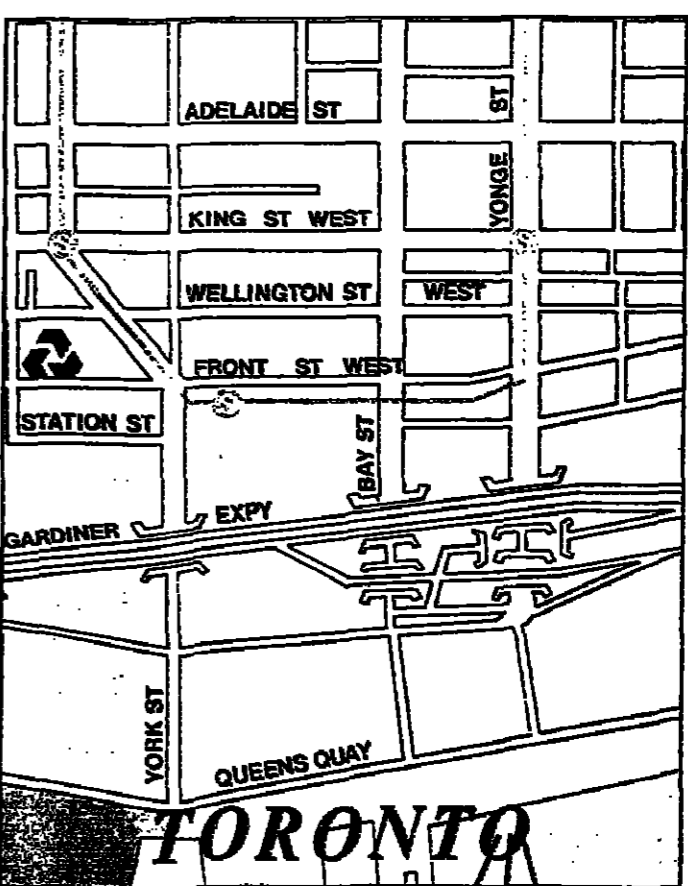 ADELAIDE ST
ST
YONGE
KING ST WEST
WELLINGTON ST WEST
FRONT ST WEST
STATION ST
BAY ST
GARDINER EXPY
YORK ST
QUEENS QUAY
TORONTO